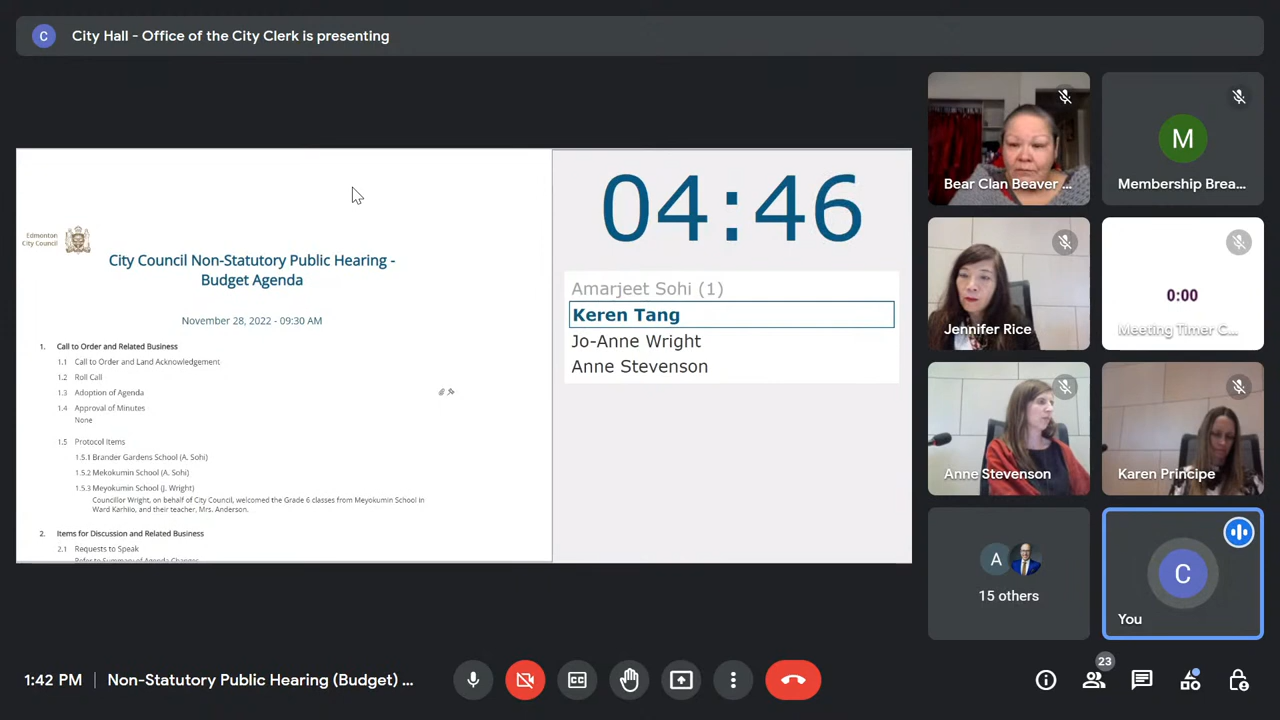 C
City Hall - Office of the City Clerk is presenting
Edmonton
City Council
City Council Non-Statutory Public Hearing -
Budget Agenda
November 28, 2022 - 09:30 AM
1. Call to Order and Related Business
1.1 Call to Order and Land Acknowledgement
1.2 Roll Call
1.3 Adoption of Agenda
1.4 Approval of Minutes
None
1.5 Protocol Items
1.5.1 Brander Gardens School (A. Sohi)
1.5.2 Mekokumin School (A. Sohi)
1.5.3 Meyokumin School (J. Wright)
Councillor Wright, on behalf of City Council, welcomed the Grade 6 classes from Meyokumin School in
Ward Karhiio, and their teacher, Mrs. Anderson.
2. Items for Discussion and Related Business
2.1 Requests to Speak
Refer to Summary of Agenda Changes
04:46
Amarjeet Sohi (1)
Keren Tang
Jo-Anne Wright
Anne Stevenson
Bear Clan Beaver ...
M
Membership Brea...
Jennifer Rice
0:00
Meeting Timer C...
Anne Stevenson
Karen Principe
A
15 others
C
You
1:42 PM | Non-Statutory Public Hearing (Budget) ...
CC
23